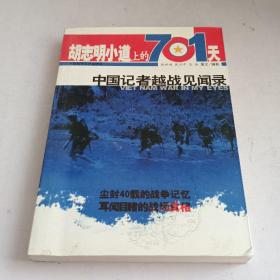 胡志明小道上的701天
中国记者越战见闻录
VIET NAM WAR IN MY EYES
尘封40载的战争记忆
耳闻目睹的战场真相